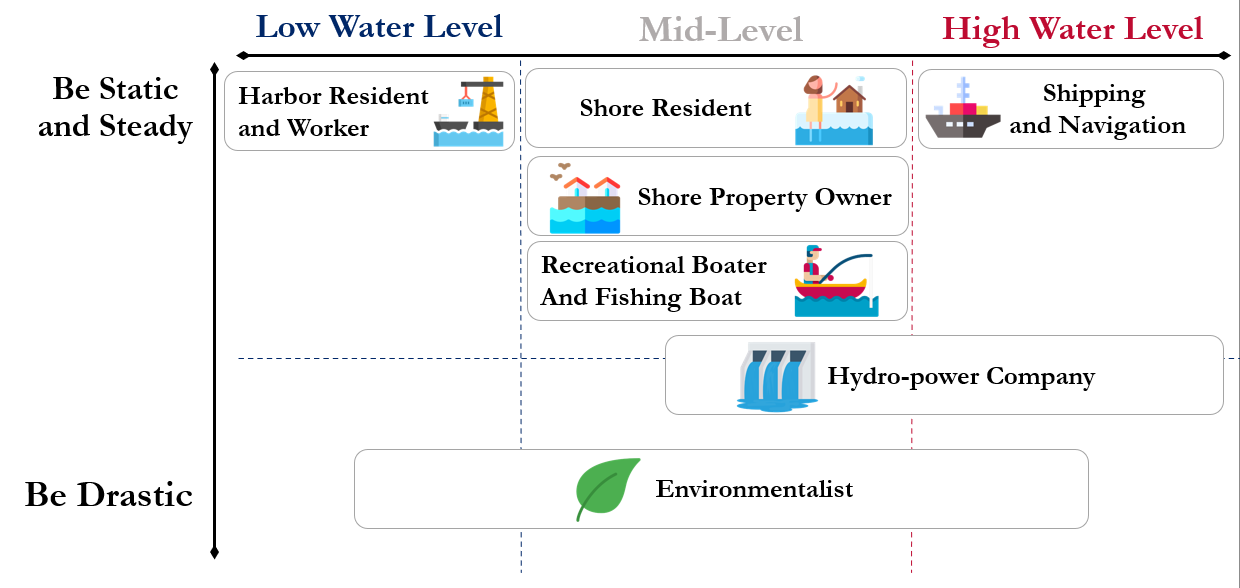 Low Water Level
Mid-Level
High Water Level
Be Static
and Steady
Harbor Resident
and Worker
Shore Resident
Shipping
and Navigation
Shore Property Owner
Recreational Boater
And Fishing Boat
Hydro-power Company
Be Drastic
Environmentalist